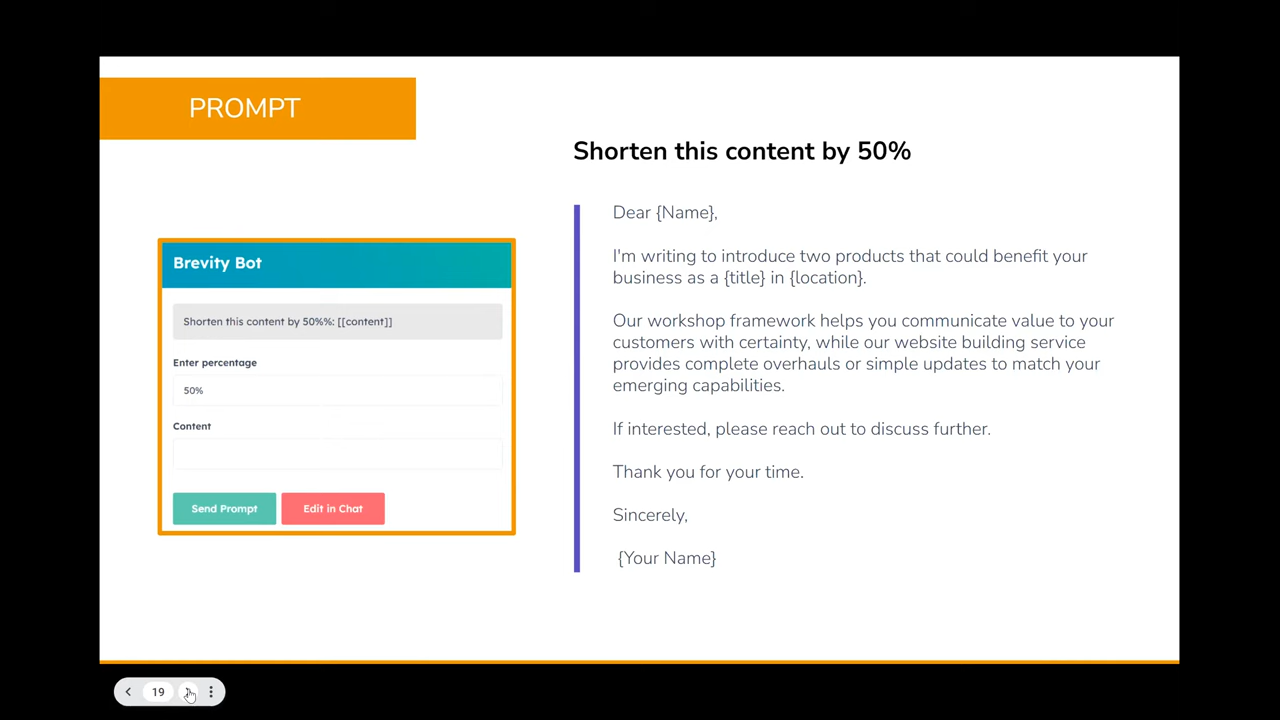 PROMPT
Shorten this content by 50%
Brevity Bot
Shorten this content by 50%%: [[content]]
Enter percentage
50%
Content
Send Prompt
Edit in Chat
Dear {Name},
I'm writing to introduce two products that could benefit your
business as a {title} in {location}.
Our workshop framework helps you communicate value to your
customers with certainty, while our website building service
provides complete overhauls or simple updates to match your
emerging capabilities.
If interested, please reach out to discuss further.
Thank you for your time.
Sincerely,
{Your Name}
19